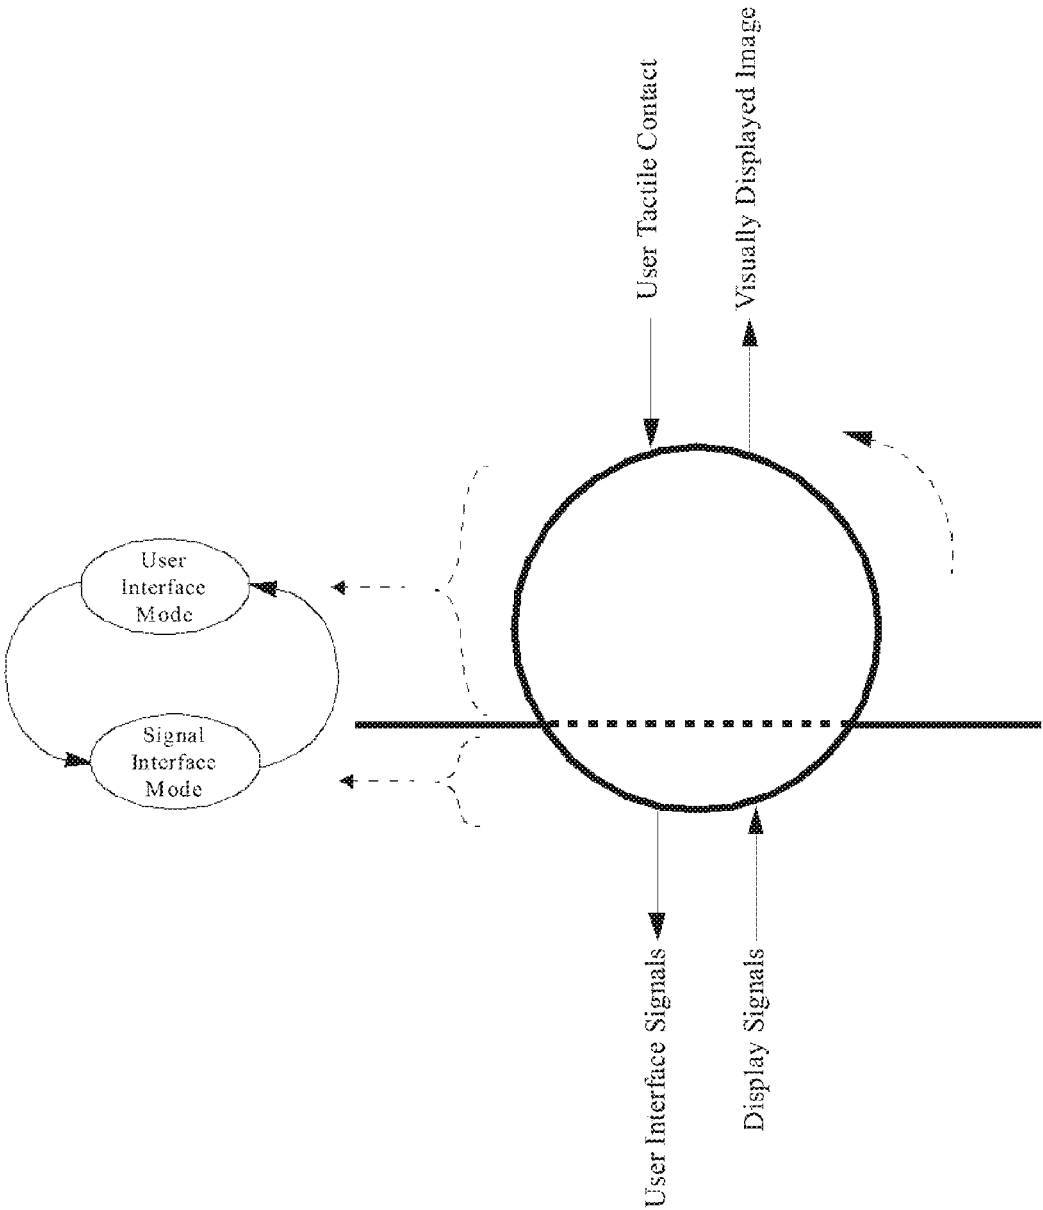 User
Interface
Mode
Signal
Interface
Mode
User Tactile Contact
Visually Displayed Image
User Interface Signals
Display Signals